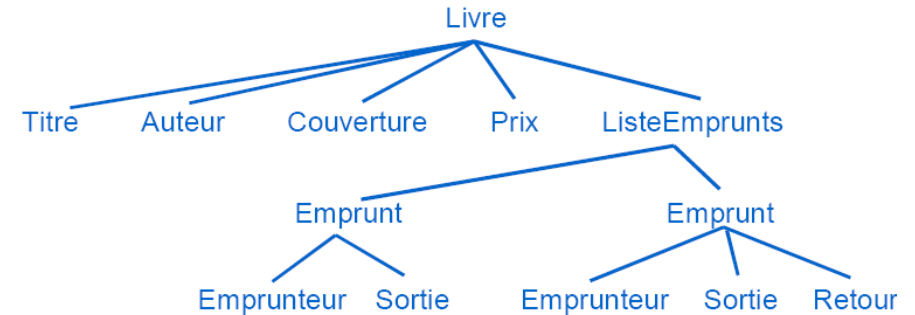 Livre
Titre Auteur Couverture Prix ListeEmprunts
Emprunt Emprunt
Emprunteur Sortie Emprunteur Sortie Retour